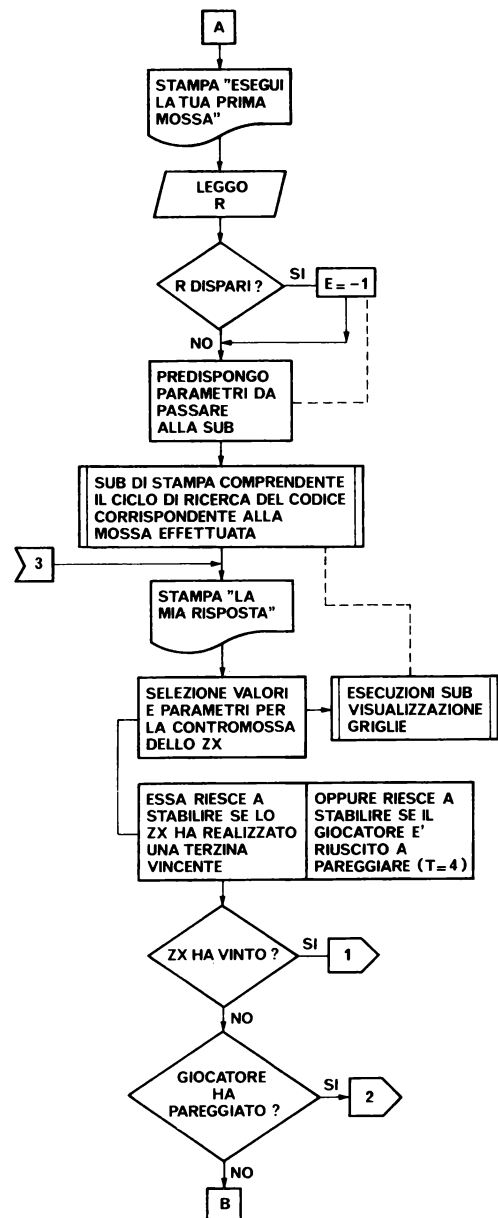 A
STAMPA "ESEGUI
LA TUA PRIMA
MOSSA"
LEGGO
R
R DISPARI ?
SI
E = -1
NO
PREDISPONGO
PARAMETRI DA
PASSARE
ALLA SUB
SUB DI STAMPA COMPRENDENTE
IL CICLO DI RICERCA DEL CODICE
CORRISPONDENTE ALLA
MOSSA EFFETTUATA
3
STAMPA "LA
MIA RISPOSTA"
SELEZIONE VALORI
E PARAMETRI PER
LA CONTROMOSSA
DELLO ZX
ESECUZIONI SUB
VISUALIZZAZIONE
GRIGLIE
ESSA RIESCE A
STABILIRE SE LO
ZX HA REALIZZATO
UNA TERZINA
VINCENTE
OPPURE RIESCE A
STABILIRE SE IL
GIOCATORE E'
RIUSCITO A
PAREGGIARE (T=4)
ZX HA VINTO ?
SI
1
NO
GIOCATORE
HA
PAREGGIATO ?
SI
2
NO
B